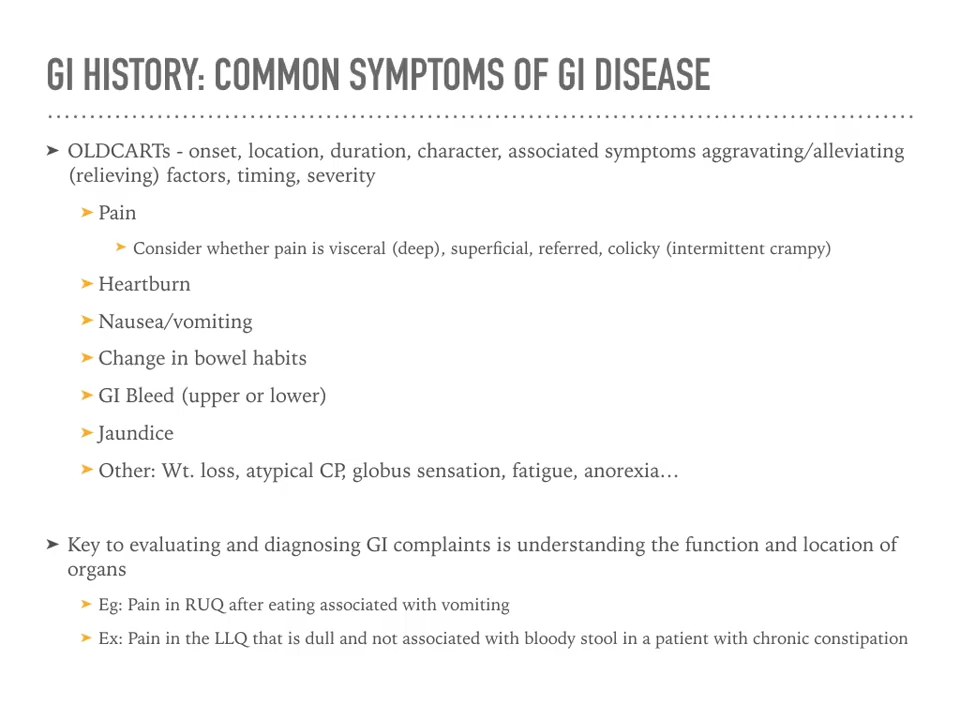 GI HISTORY: COMMON SYMPTOMS OF GI DISEASE
➤ OLDCARTs - onset, location, duration, character, associated symptoms aggravating/alleviating
(relieving) factors, timing, severity
➤ Pain
➤ Consider whether pain is visceral (deep), superficial, referred, colicky (intermittent crampy)
➤ Heartburn
➤ Nausea/vomiting
➤ Change in bowel habits
➤ GI Bleed (upper or lower)
➤ Jaundice
➤ Other: Wt. loss, atypical CP, globus sensation, fatigue, anorexia…
➤ Key to evaluating and diagnosing GI complaints is understanding the function and location of
organs
➤ Eg: Pain in RUQ after eating associated with vomiting
➤ Ex: Pain in the LLQ that is dull and not associated with bloody stool in a patient with chronic constipation